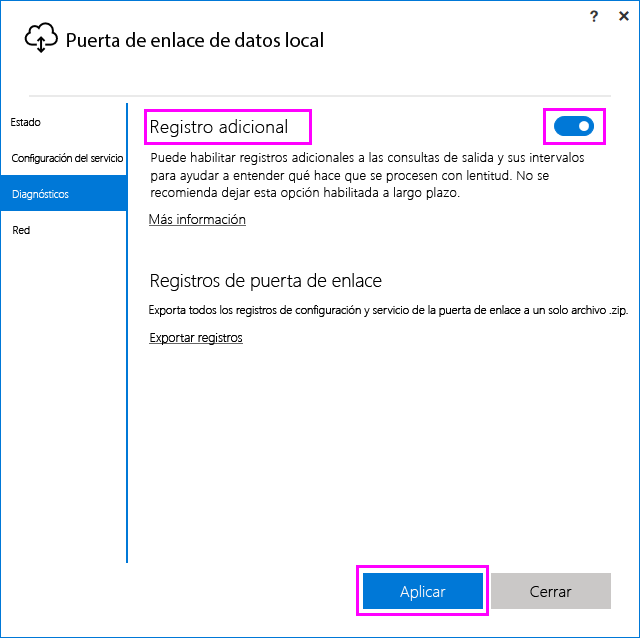 ?
Puerta de enlace de datos local
Estado
Configuración del servicio
Diagnósticos
Red
Registro adicional
Puede habilitar registros adicionales a las consultas de salida y sus intervalos
para ayudar a entender qué hace que se procesen con lentitud. No se
recomienda dejar esta opción habilitada a largo plazo.
Más información
Registros de puerta de enlace
Exporta todos los registros de configuración y servicio de la puerta de enlace a un solo archivo .zip.
Exportar registros
Aplicar
Cerrar